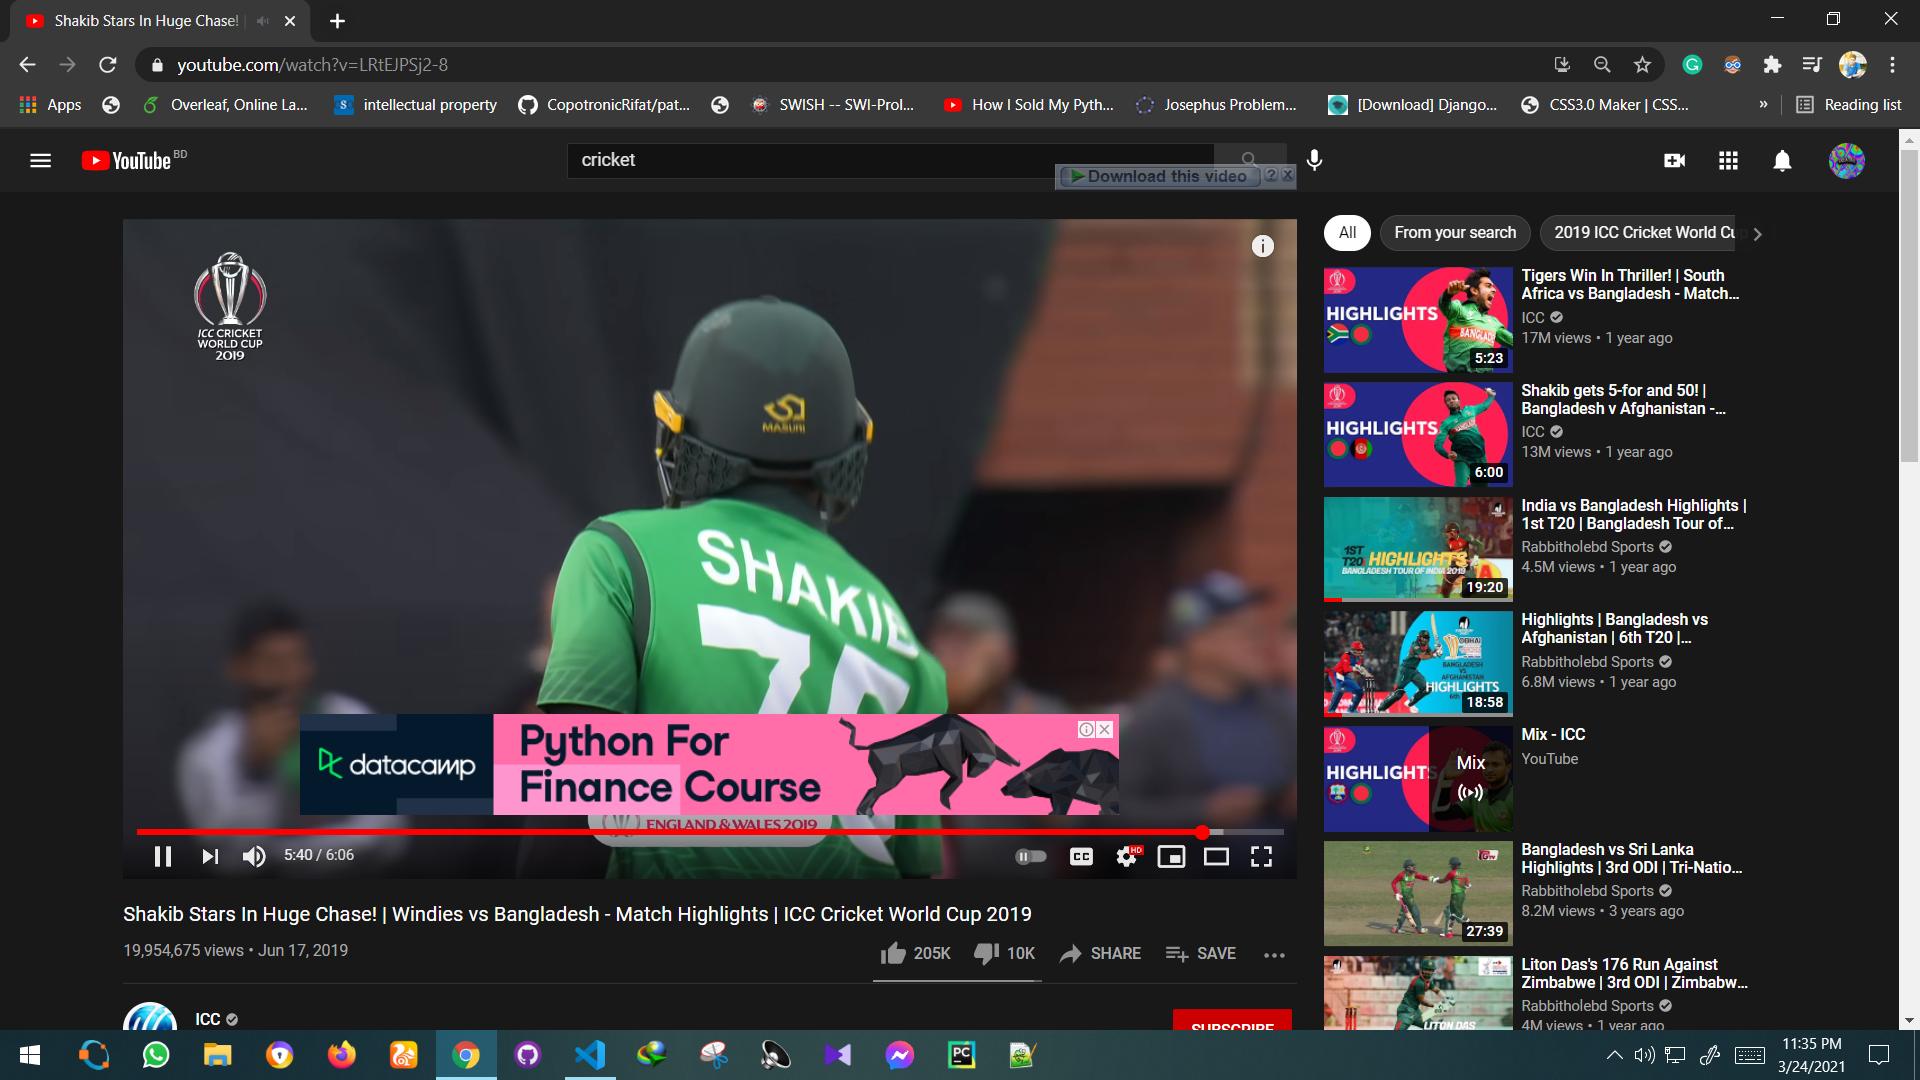 Shakib Stars In Huge Chase!
youtube.com/watch?v=LRtEJPSj2-8
Apps
Overleaf, Online La...
intellectual property
CopotronicRifat/pat...
SWISH -- SWI-Prol...
How I Sold My Pyth...
Josephus Problem...
[Download] Django...
CSS3.0 Maker | CSS...
»
Reading list
YouTube BD
cricket
Download this video ? X
ICC CRICKET
WORLD CUP
2019
MASURI
SHAKIB
75
datacamp
Python For
Finance Course
ENGLAND & WALES 2019
5:40 / 6:06
CC
HD
Shakib Stars In Huge Chase! | Windies vs Bangladesh - Match Highlights | ICC Cricket World Cup 2019
19,954,675 views • Jun 17, 2019
205K
10K
SHARE
SAVE
ICC
SUBSCRIBE
All
From your search
2019 ICC Cricket World Cu
HIGHLIGHTS
BANGLADE
5:23
Tigers Win In Thriller! | South
Africa vs Bangladesh - Match...
ICC
17M views • 1 year ago
HIGHLIGHTS
6:00
Shakib gets 5-for and 50! |
Bangladesh v Afghanistan -...
ICC
13M views • 1 year ago
1ST
T20 HIGHLIGHTS
BANGLADESH TOUR OF INDIA 2019
19:20
India vs Bangladesh Highlights |
1st T20 | Bangladesh Tour of...
Rabbitholebd Sports
4.5M views • 1 year ago
BANGLADESH
VS
AFGHANISTAN
HIGHLIGHTS
18:58
Highlights | Bangladesh vs
Afghanistan | 6th T20 |...
Rabbitholebd Sports
6.8M views • 1 year ago
HIGHLIGHTS
Mix
Mix - ICC
YouTube
27:39
Bangladesh vs Sri Lanka
Highlights | 3rd ODI | Tri-Natio...
Rabbitholebd Sports
8.2M views • 3 years ago
LITON DAS
Liton Das's 176 Run Against
Zimbabwe | 3rd ODI | Zimbabw...
Rabbitholebd Sports
4M views • 1 year ago
PC
11:35 PM
3/24/2021